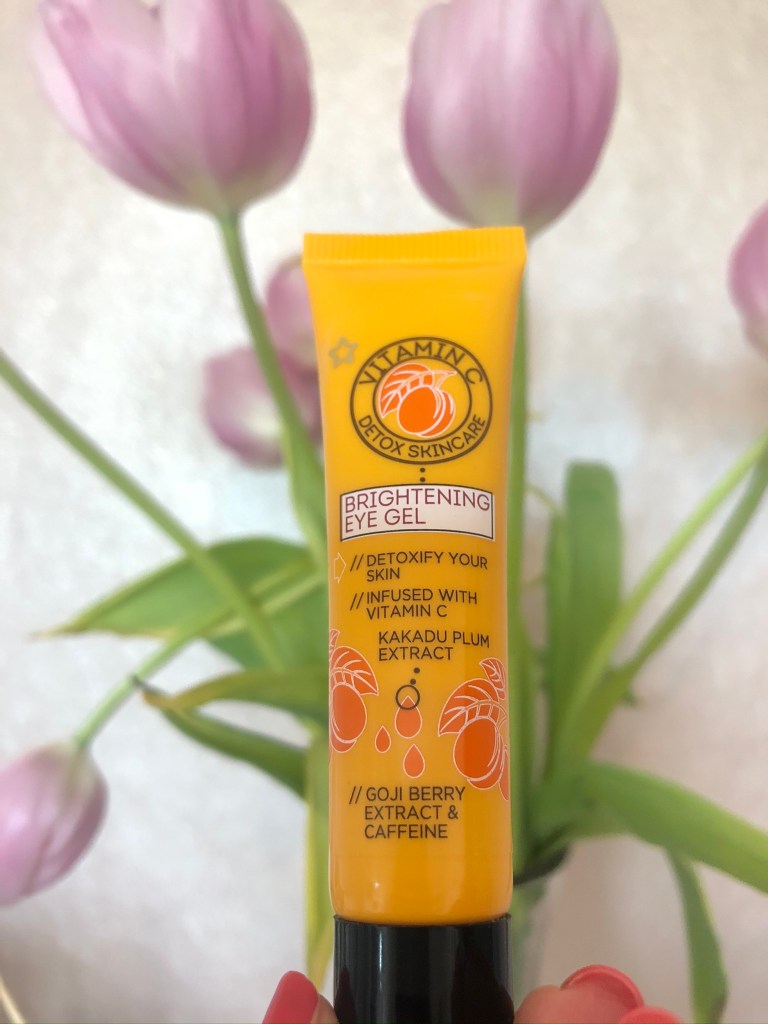 VITAMIN C
DETOX SKINCARE
BRIGHTENING
EYE GEL
// DETOXIFY YOUR
SKIN
// INFUSED WITH
VITAMIN C
KAKADU PLUM
EXTRACT
// GOJI BERRY
EXTRACT &
CAFFEINE